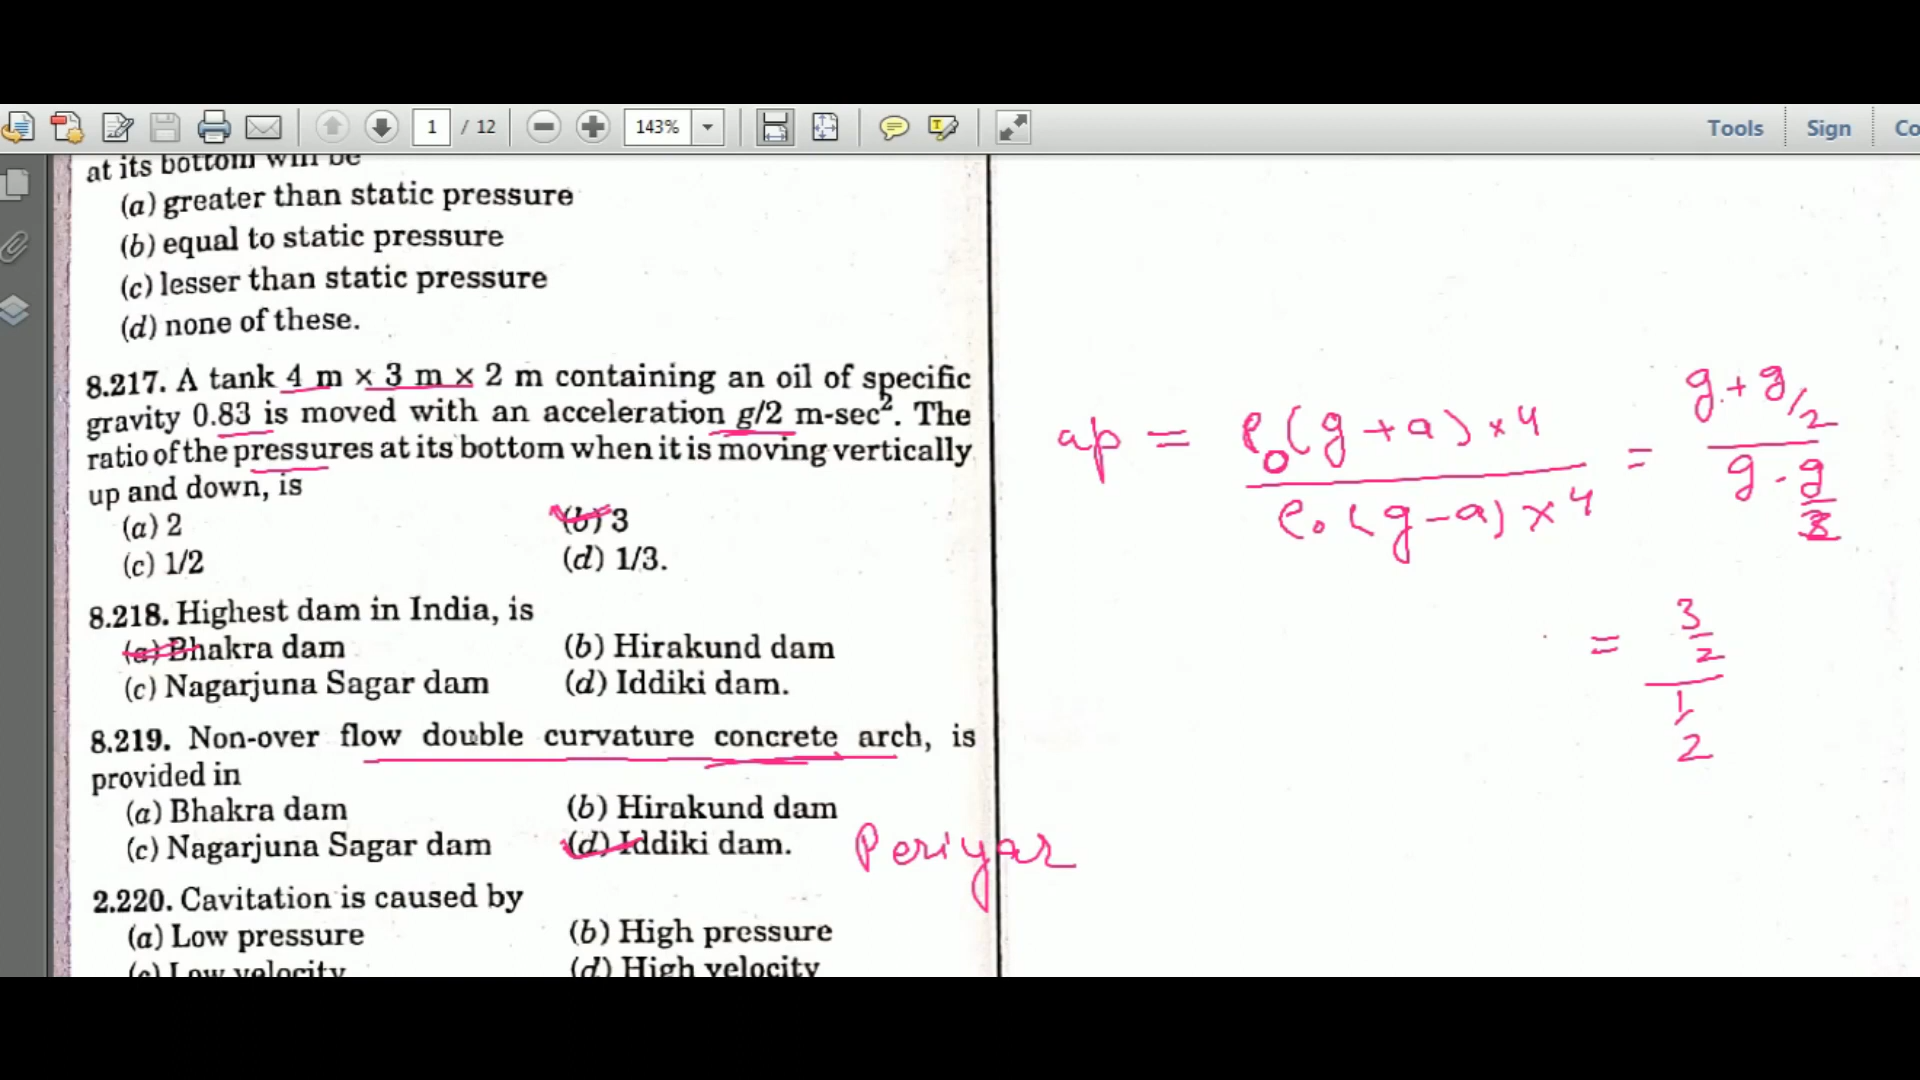 1 / 12 143% Tools Sign Co
at its bottom will be
(a) greater than static pressure
(b) equal to static pressure
(c) lesser than static pressure
(d) none of these.
8.217. A tank 4 m × 3 m × 2 m containing an oil of specific
gravity 0.83 is moved with an acceleration g/2 m-sec². The
ratio of the pressures at its bottom when it is moving vertically
up and down, is
(a) 2 (b) 3
(c) 1/2 (d) 1/3.
8.218. Highest dam in India, is
(a) Bhakra dam (b) Hirakund dam
(c) Nagarjuna Sagar dam (d) Iddiki dam.
8.219. Non-over flow double curvature concrete arch, is
provided in
(a) Bhakra dam (b) Hirakund dam
(c) Nagarjuna Sagar dam (d) Iddiki dam. Periyar
2.220. Cavitation is caused by
(a) Low pressure (b) High pressure
(c) Low velocity (d) High velocity
ρo(g+a)×4 = g+g/2
ρo(g-a)×4 g-g/2
= 3/2
1/2